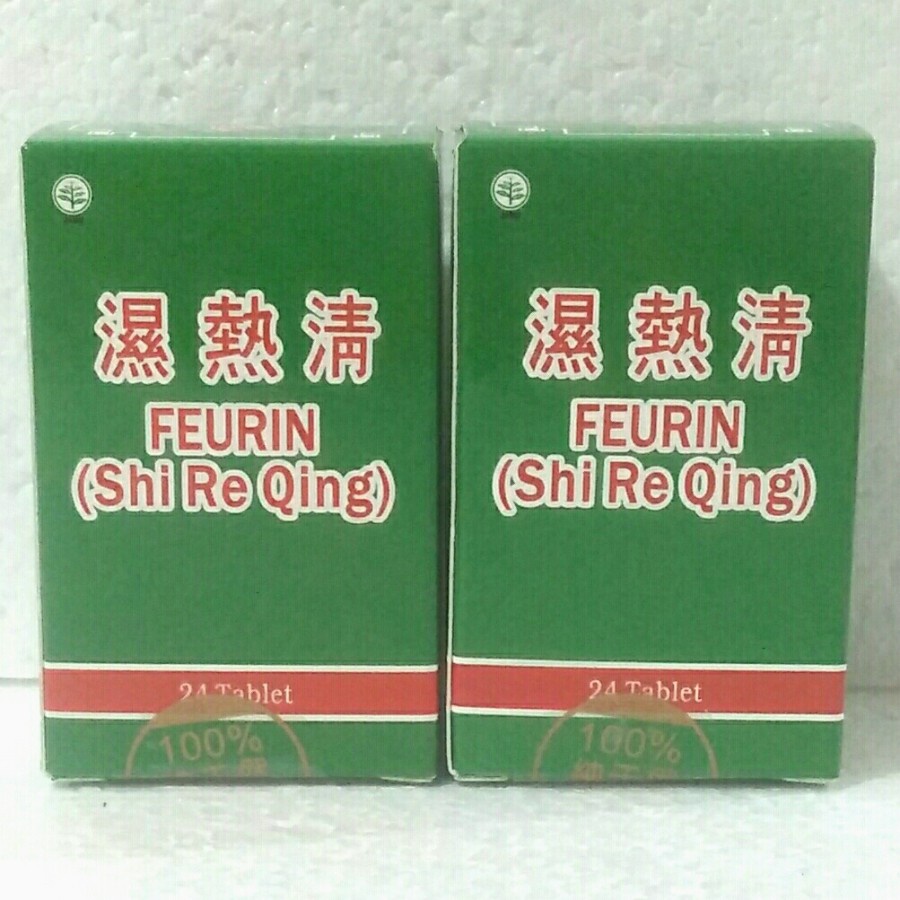 濕熱清
FEURIN
(Shi Re Qing)
24 Tablet
100%
濕熱清
FEURIN
(Shi Re Qing)
24 Tablet
100%